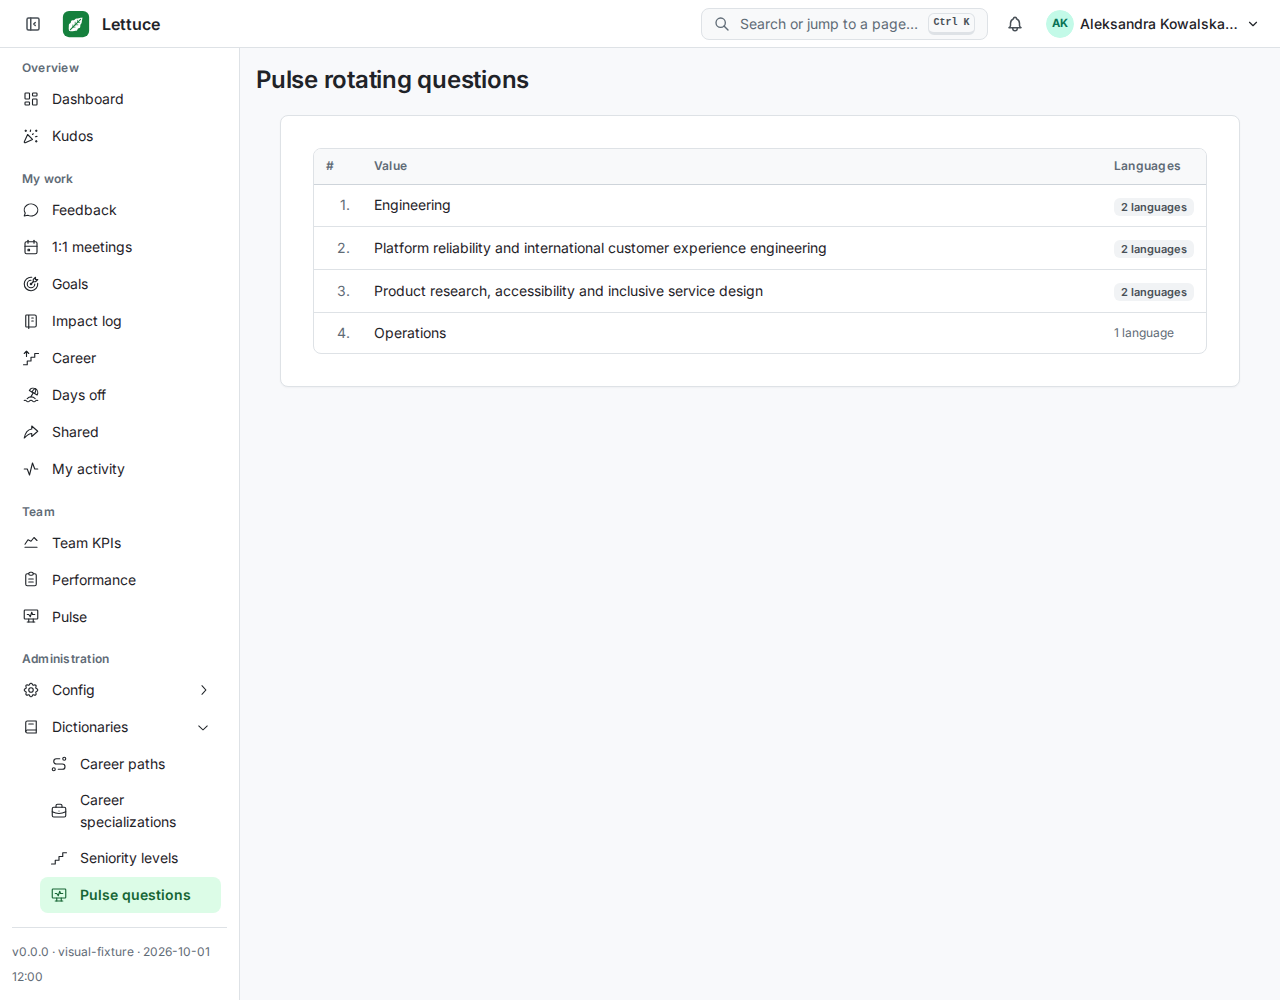 Lettuce
Search or jump to a page...
Ctrl K
AK
Aleksandra Kowalska...
Overview
Dashboard
Kudos
My work
Feedback
1:1 meetings
Goals
Impact log
Career
Days off
Shared
My activity
Team
Team KPIs
Performance
Pulse
Administration
Config
Dictionaries
Career paths
Career
specializations
Seniority levels
Pulse questions
v0.0.0 · visual-fixture · 2026-10-01
12:00
Pulse rotating questions
# Value Languages
1. Engineering 2 languages
2. Platform reliability and international customer experience engineering 2 languages
3. Product research, accessibility and inclusive service design 2 languages
4. Operations 1 language